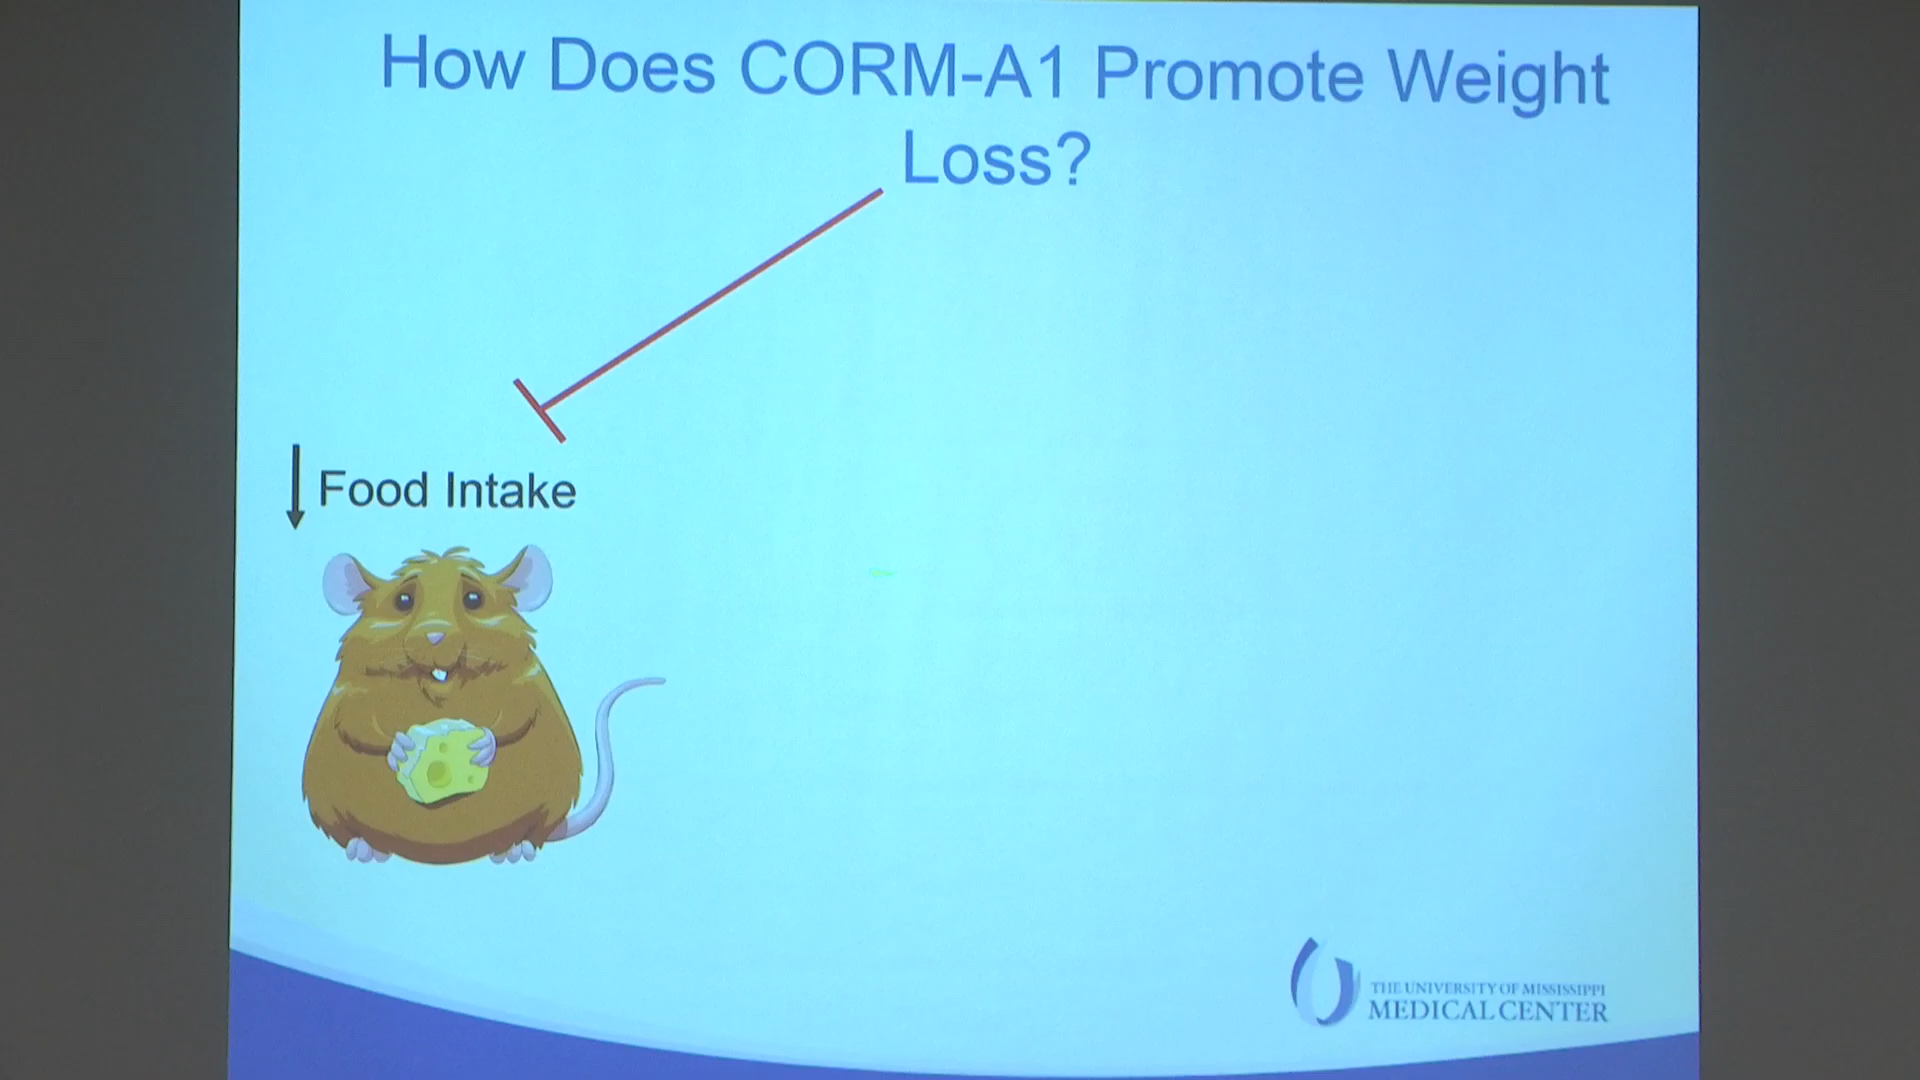 How Does CORM-A1 Promote Weight
Loss?
Food Intake
THE UNIVERSITY OF MISSISSIPPI
MEDICAL CENTER